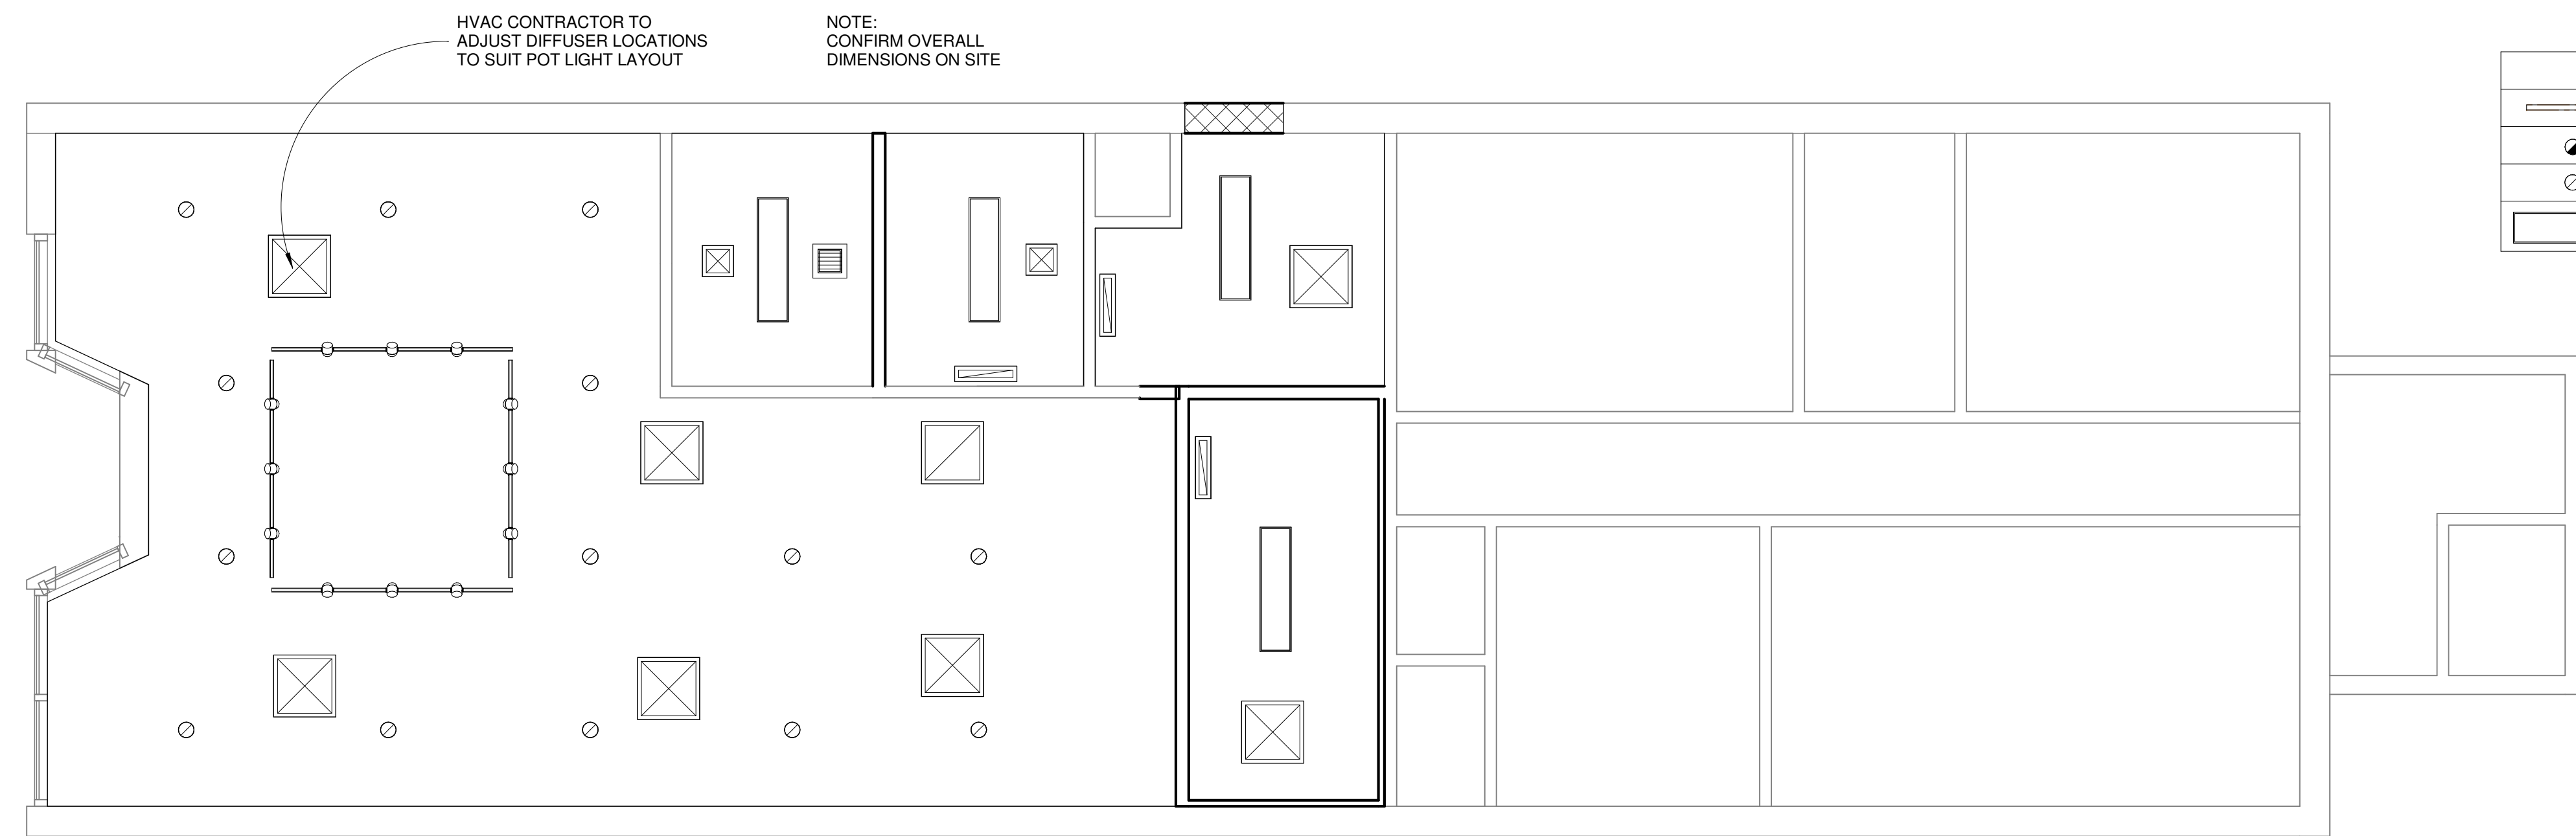 HVAC CONTRACTOR TO
ADJUST DIFFUSER LOCATIONS
TO SUIT POT LIGHT LAYOUT
NOTE:
CONFIRM OVERALL
DIMENSIONS ON SITE